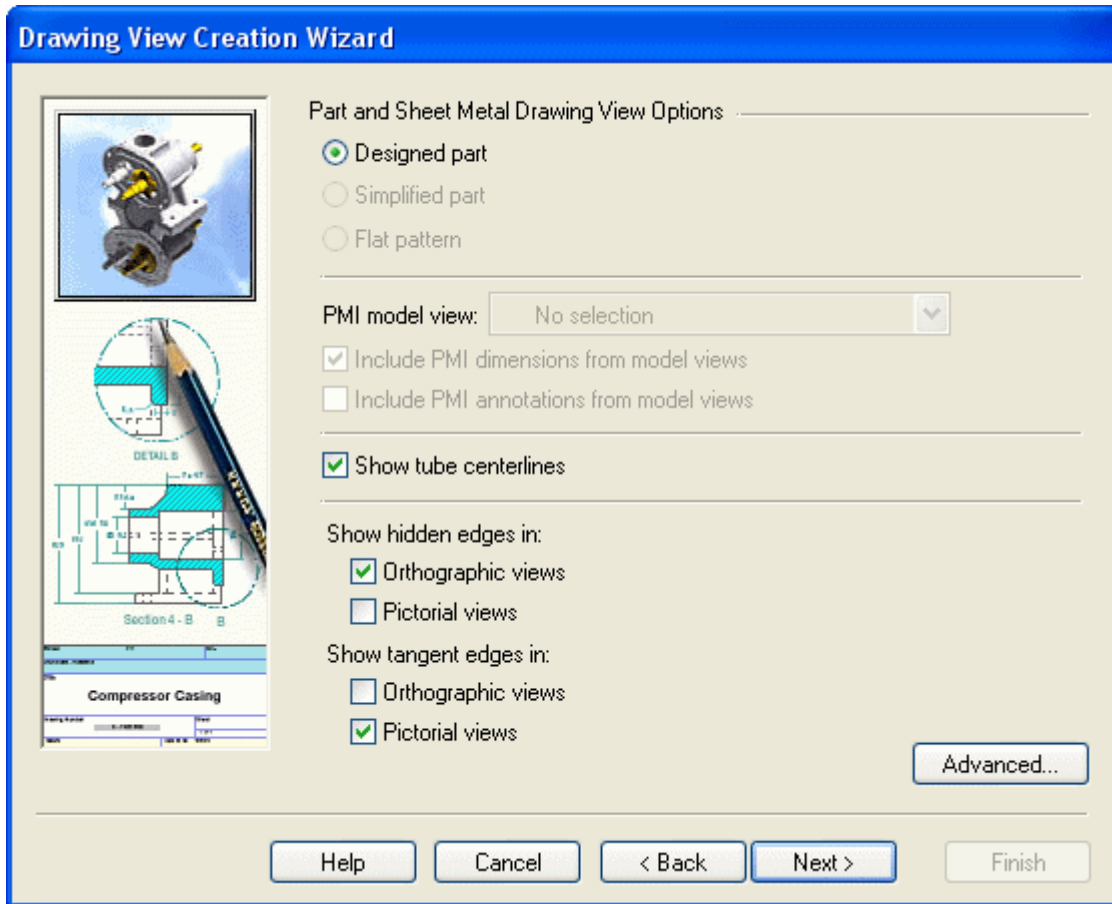 Drawing View Creation Wizard
Part and Sheet Metal Drawing View Options
Designed part
Simplified part
Flat pattern
PMI model view: No selection
Include PMI dimensions from model views
Include PMI annotations from model views
Show tube centerlines
Show hidden edges in:
Orthographic views
Pictorial views
Show tangent edges in:
Orthographic views
Pictorial views
DETAIL B
Section 4 - B B
Compressor Casing
Advanced...
Help Cancel < Back Next > Finish